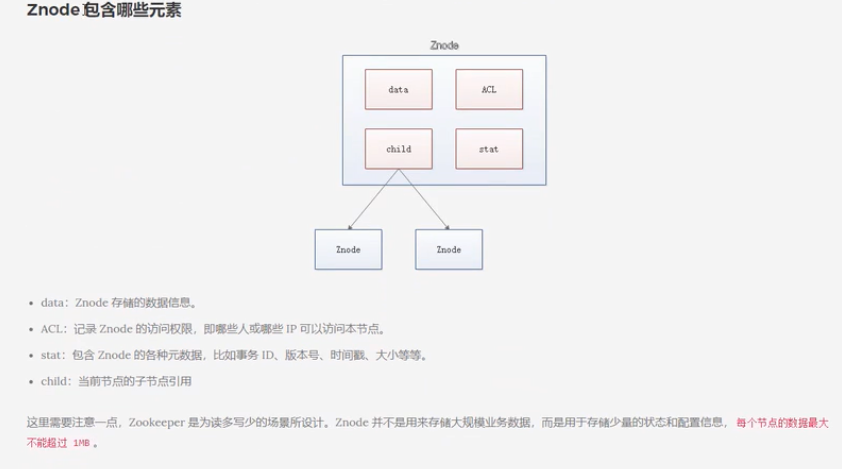 Znode 包含哪些元素
Znode
data
ACL
child
stat
Znode
Znode
data：Znode 存储的数据信息。
ACL：记录 Znode 的访问权限，即哪些人或哪些 IP 可以访问本节点。
stat：包含 Znode 的各种元数据，比如事务 ID、版本号、时间戳、大小等等。
child：当前节点的子节点引用
这里需要注意一点，Zookeeper 是为读多写少的场景所设计。Znode 并不是用来存储大规模业务数据，而是用于存储少量的状态和配置信息，每个节点的数据最大
不能超过 1MB 。